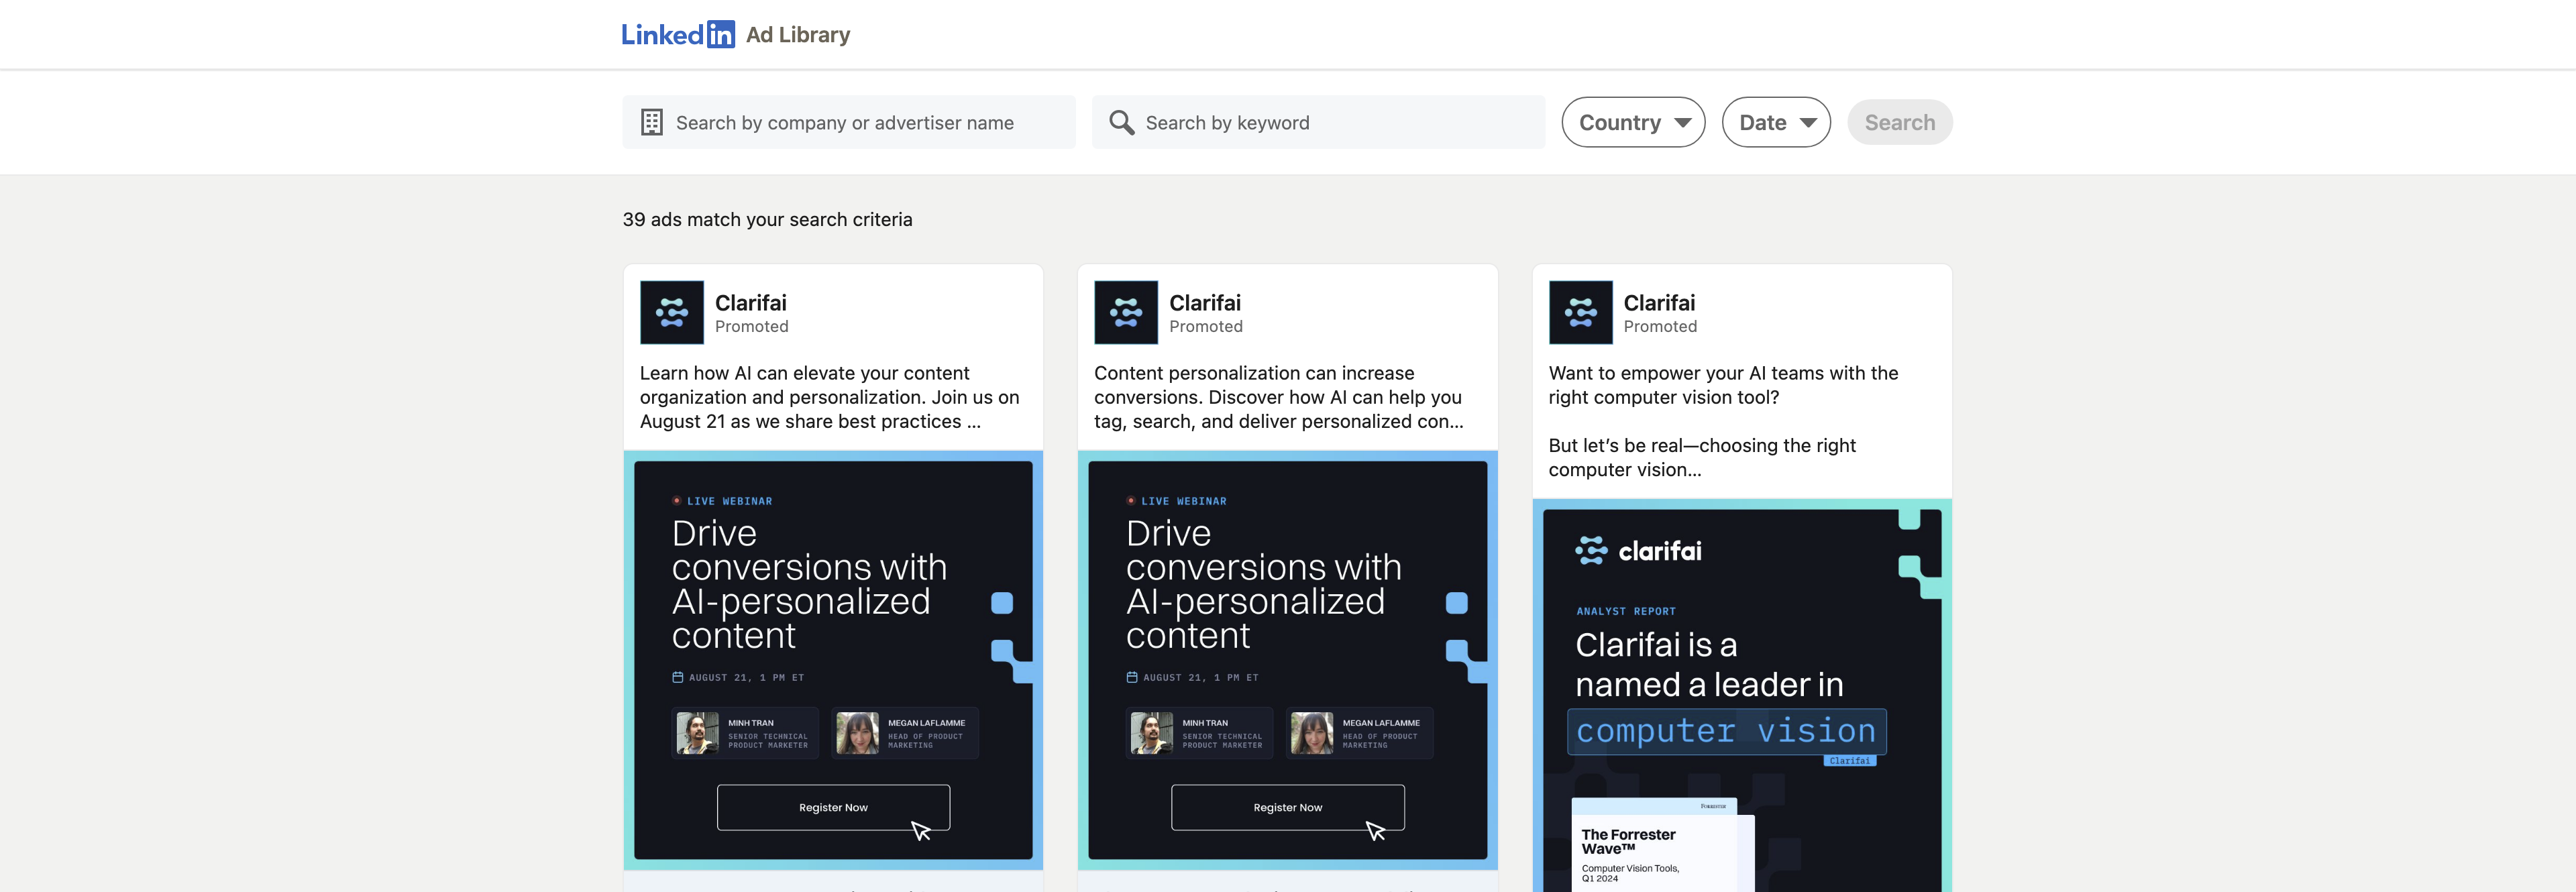 Linkedin Ad Library
Search by company or advertiser name
Search by keyword
Country
Date
Search
39 ads match your search criteria
Clarifai
Promoted
Learn how AI can elevate your content
organization and personalization. Join us on
August 21 as we share best practices ...
LIVE WEBINAR
Drive
conversions with
AI-personalized
content
AUGUST 21, 1 PM ET
MINH TRAN
SENIOR TECHNICAL
PRODUCT MARKETER
MEGAN LAFLAMME
HEAD OF PRODUCT
MARKETING
Register Now
Clarifai
Promoted
Content personalization can increase
conversions. Discover how AI can help you
tag, search, and deliver personalized con...
LIVE WEBINAR
Drive
conversions with
AI-personalized
content
AUGUST 21, 1 PM ET
MINH TRAN
SENIOR TECHNICAL
PRODUCT MARKETER
MEGAN LAFLAMME
HEAD OF PRODUCT
MARKETING
Register Now
Clarifai
Promoted
Want to empower your AI teams with the
right computer vision tool?
But let’s be real—choosing the right
computer vision...
clarifai
ANALYST REPORT
Clarifai is a
named a leader in
computer vision
Clarifai
FORRESTER
The Forrester
Wave™
Computer Vision Tools,
Q1 2024